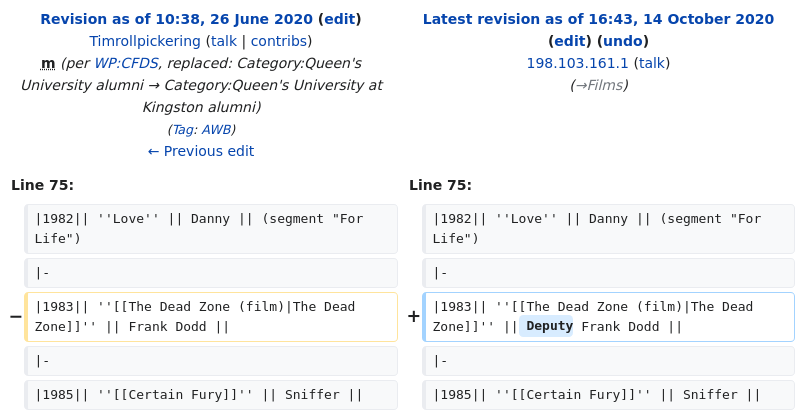 Revision as of 10:38, 26 June 2020 (edit)
Timrollpickering (talk | contribs)
m (per WP:CFDS, replaced: Category:Queen's
University alumni → Category:Queen's University at
Kingston alumni)
(Tag: AWB)
← Previous edit
Latest revision as of 16:43, 14 October 2020
(edit) (undo)
198.103.161.1 (talk)
(→Films)
Line 75:
|1982|| ''Love'' || Danny || (segment "For
Life")
|-
− |1983|| ''[[The Dead Zone (film)|The Dead
Zone]]'' || Frank Dodd ||
|-
|1985|| ''[[Certain Fury]]'' || Sniffer ||
Line 75:
|1982|| ''Love'' || Danny || (segment "For
Life")
|-
+ |1983|| ''[[The Dead Zone (film)|The Dead
Zone]]'' || Deputy Frank Dodd ||
|-
|1985|| ''[[Certain Fury]]'' || Sniffer ||